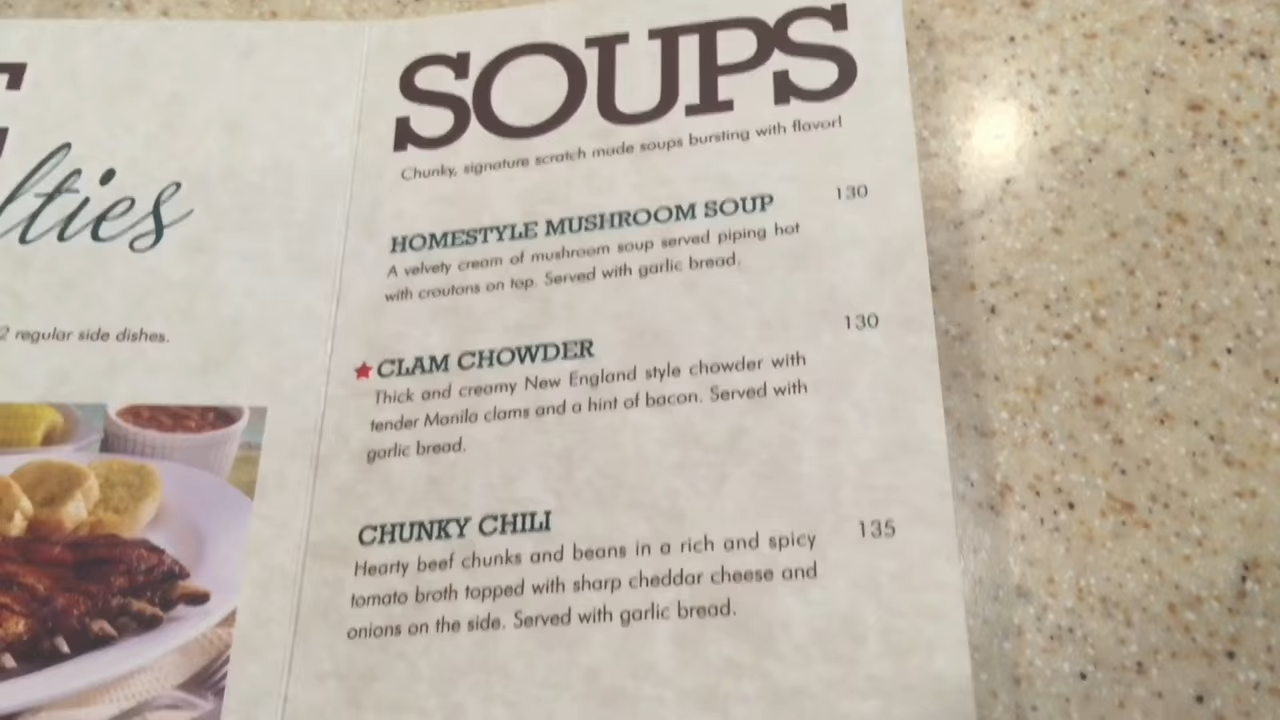 lties
2 regular side dishes.
SOUPS
Chunky, signature scratch made soups bursting with flavor!
HOMESTYLE MUSHROOM SOUP 130
A velvety cream of mushroom soup served piping hot
with croutons on top. Served with garlic bread.
★CLAM CHOWDER 130
Thick and creamy New England style chowder with
tender Manila clams and a hint of bacon. Served with
garlic bread.
CHUNKY CHILI 135
Hearty beef chunks and beans in a rich and spicy
tomato broth topped with sharp cheddar cheese and
onions on the side. Served with garlic bread.